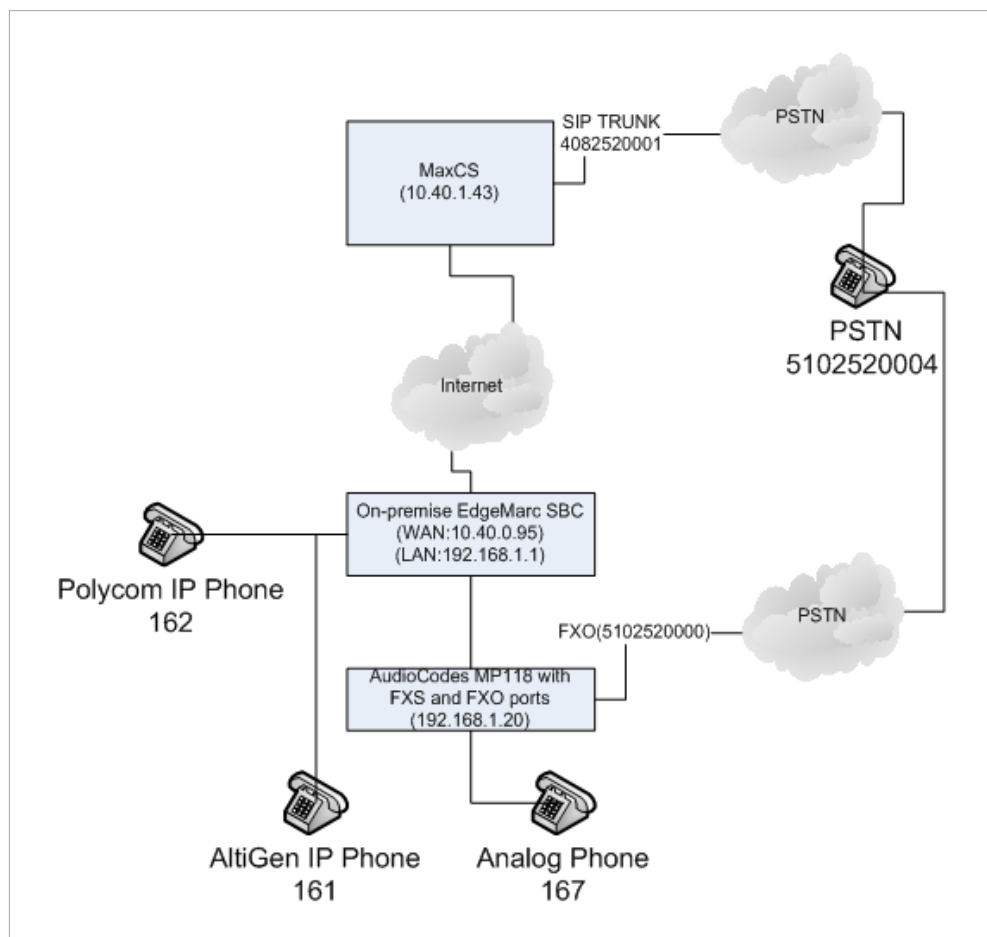 SIP TRUNK
4082520001
PSTN
MaxCS
(10.40.1.43)
PSTN
5102520004
Internet
On-premise EdgeMarc SBC
(WAN:10.40.0.95)
(LAN:192.168.1.1)
Polycom IP Phone
162
PSTN
FXO(5102520000)
AudioCodes MP118 with
FXS and FXO ports
(192.168.1.20)
AltiGen IP Phone
161
Analog Phone
167